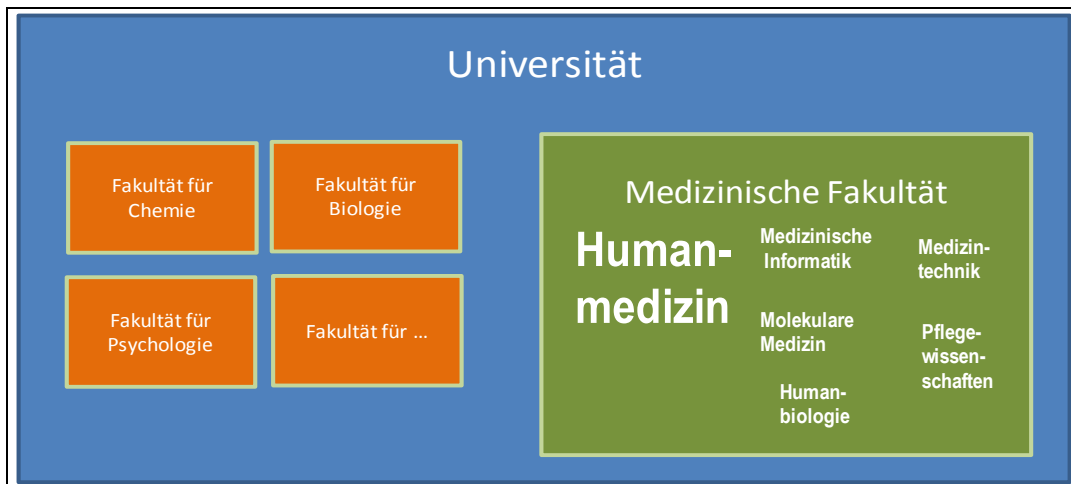 Universität
Fakultät für
Chemie
Fakultät für
Biologie
Fakultät für
Psychologie
Fakultät für ...
Medizinische Fakultät
Human-
medizin
Medizinische
Informatik
Medizin-
technik
Molekulare
Medizin
Pflege-
wissen-
schaften
Human-
biologie